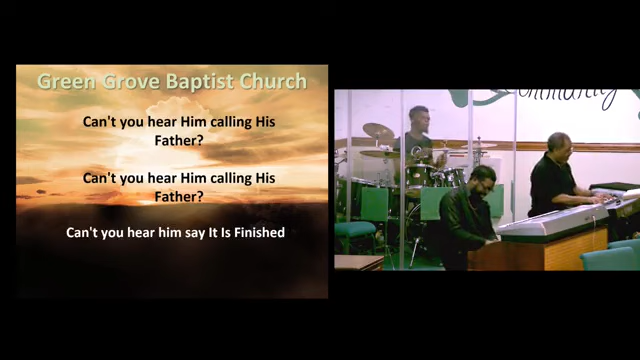 Green Grove Baptist Church
Can't you hear Him calling His
Father?
Can't you hear Him calling His
Father?
Can't you hear him say It Is Finished
ommunity